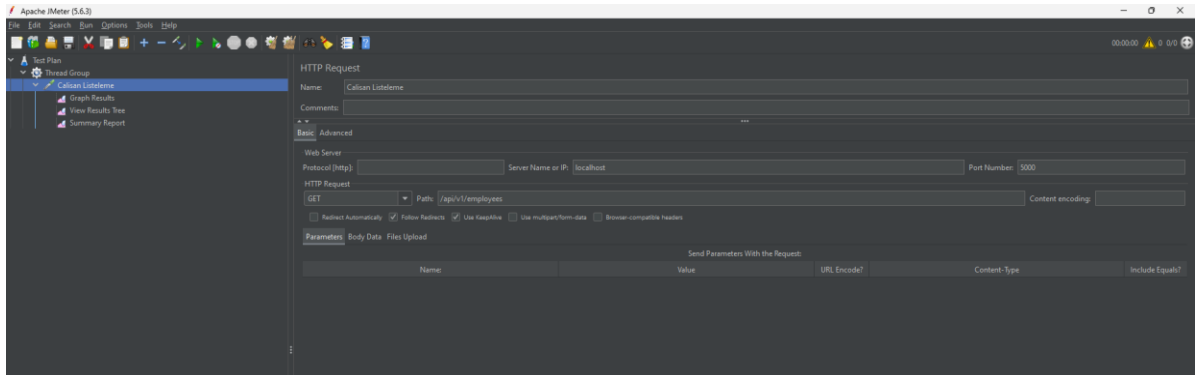 Apache JMeter (5.6.3)
File Edit Search Run Options Tools Help
00:00:00 0 0/0
Test Plan
Thread Group
Calisan Listeleme
Graph Results
View Results Tree
Summary Report
HTTP Request
Name: Calisan Listeleme
Comments:
Basic Advanced
Web Server
Protocol [http]: Server Name or IP: localhost Port Number: 5000
HTTP Request
GET Path: /api/v1/employees Content encoding:
Redirect Automatically Follow Redirects Use KeepAlive Use multipart/form-data Browser-compatible headers
Parameters Body Data Files Upload
Send Parameters With the Request:
Name: Value URL Encode? Content-Type Include Equals?